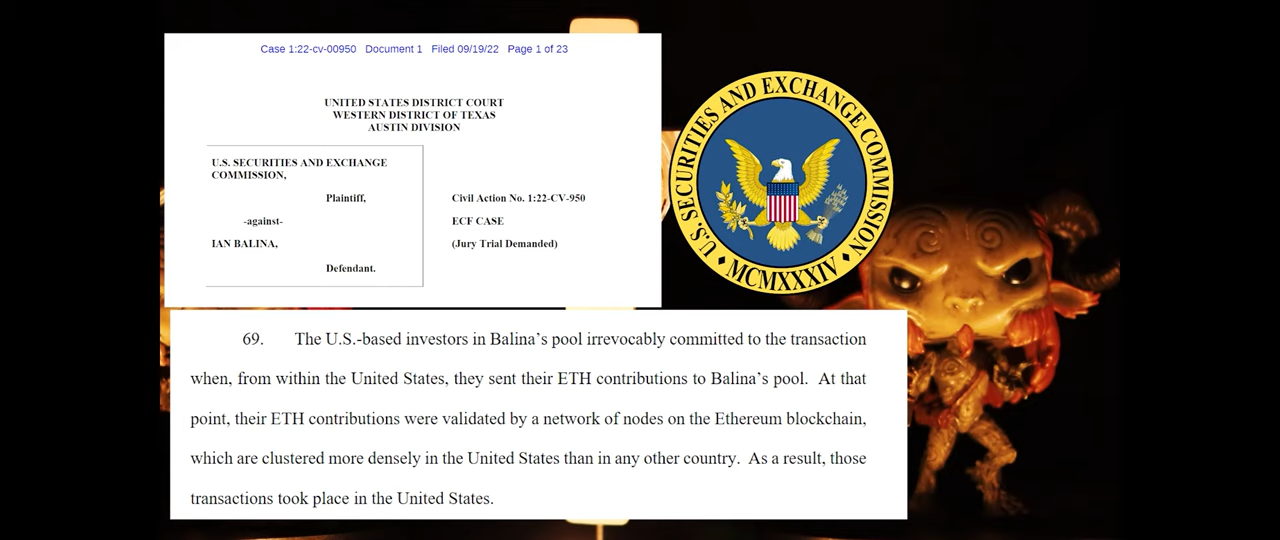 Case 1:22-cv-00950 Document 1 Filed 09/19/22 Page 1 of 23
UNITED STATES DISTRICT COURT
WESTERN DISTRICT OF TEXAS
AUSTIN DIVISION
U.S. SECURITIES AND EXCHANGE
COMMISSION,
Plaintiff,
-against-
IAN BALINA,
Defendant.
Civil Action No. 1:22-CV-950
ECF CASE
(Jury Trial Demanded)
U.S. SECURITIES AND EXCHANGE COMMISSION
MCMXXXIV
69. The U.S.-based investors in Balina’s pool irrevocably committed to the transaction
when, from within the United States, they sent their ETH contributions to Balina’s pool. At that
point, their ETH contributions were validated by a network of nodes on the Ethereum blockchain,
which are clustered more densely in the United States than in any other country. As a result, those
transactions took place in the United States.